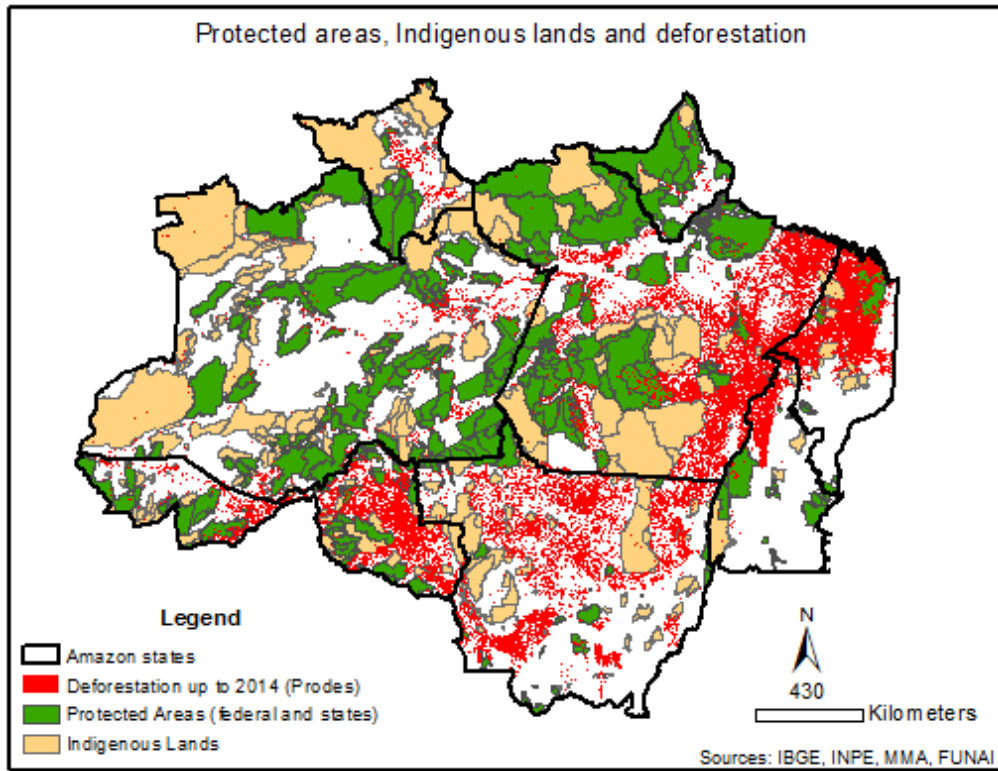 Protected areas, Indigenous lands and deforestation
Legend
Amazon states
Deforestation up to 2014 (Prodes)
Protected Areas (federal and states)
Indigenous Lands
N
430
Kilometers
Sources: IBGE, INPE, MMA, FUNAI